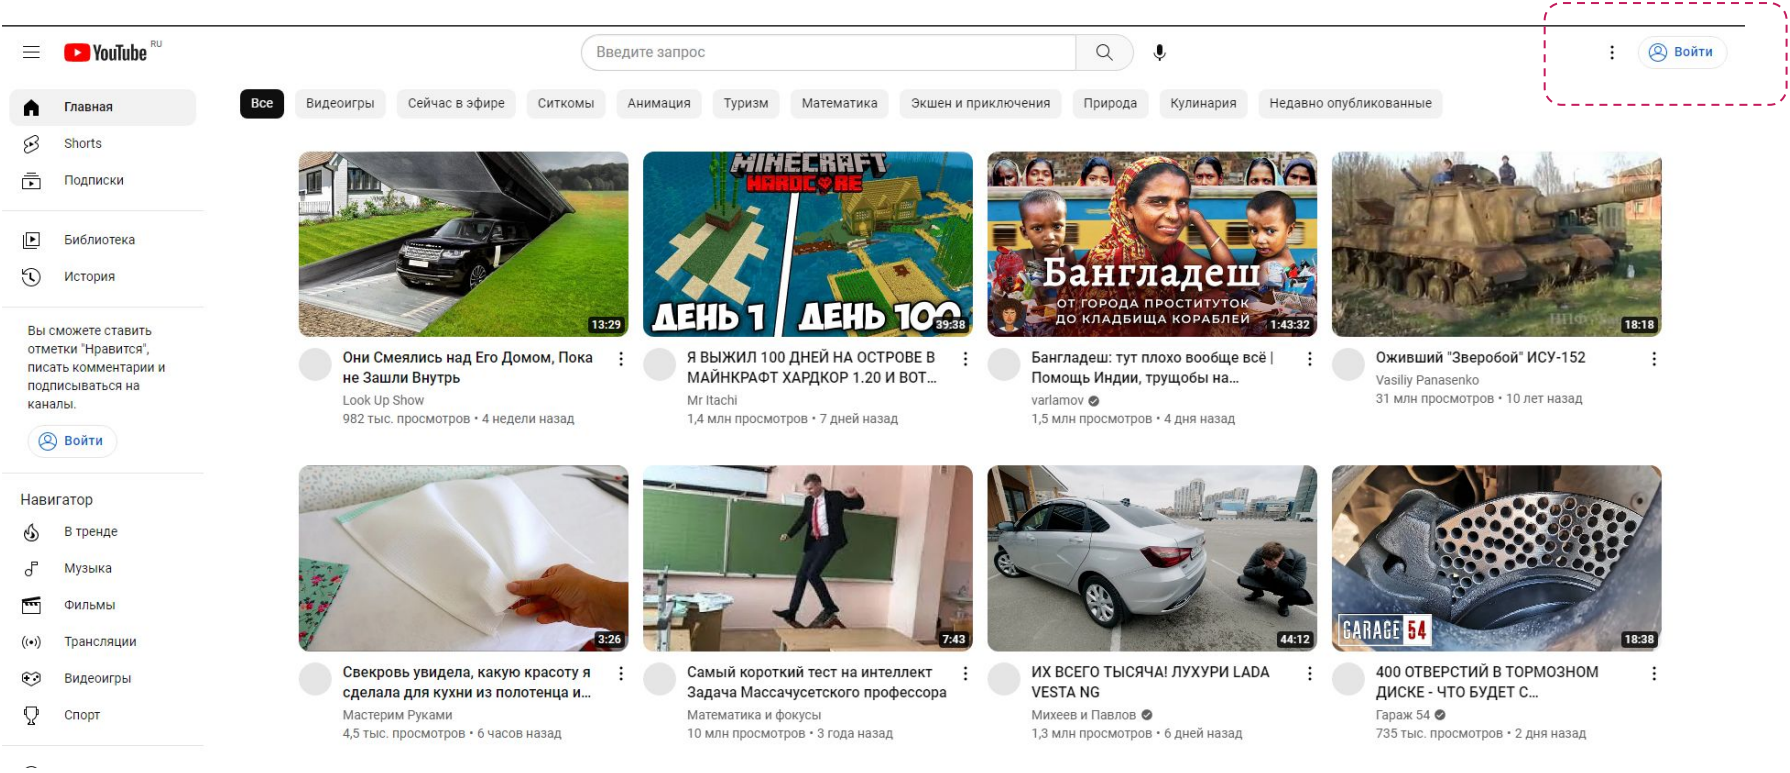 YouTube RU
Введите запрос
Войти
Главная
Shorts
Подписки
Библиотека
История
Вы сможете ставить
отметки "Нравится",
писать комментарии и
подписываться на
каналы.
Войти
Навигатор
В тренде
Музыка
Фильмы
Трансляции
Видеоигры
Спорт
Все Видеоигры Сейчас в эфире Ситкомы Анимация Туризм Математика Экшен и приключения Природа Кулинария Недавно опубликованные
13:29
Они Смеялись над Его Домом, Пока
не Зашли Внутрь
Look Up Show
982 тыс. просмотров • 4 недели назад
MINECRAFT
HARDCORE
ДЕНЬ 1 ДЕНЬ 100
39:38
Я ВЫЖИЛ 100 ДНЕЙ НА ОСТРОВЕ В
МАЙНКРАФТ ХАРДКОР 1.20 И ВОТ...
Mr Itachi
1,4 млн просмотров • 7 дней назад
Бангладеш
ОТ ГОРОДА ПРОСТИТУТОК
ДО КЛАДБИЩА КОРАБЛЕЙ
1:43:32
Бангладеш: тут плохо вообще всё |
Помощь Индии, трущобы на...
varlamov
1,5 млн просмотров • 4 дня назад
18:18
Оживший "Зверобой" ИСУ-152
Vasiliy Panasenko
31 млн просмотров • 10 лет назад
3:26
Свекровь увидела, какую красоту я
сделала для кухни из полотенца и...
Мастерим Руками
4,5 тыс. просмотров • 6 часов назад
7:43
Самый короткий тест на интеллект
Задача Массачусетского профессора
Математика и фокусы
10 млн просмотров • 3 года назад
44:12
ИХ ВСЕГО ТЫСЯЧА! ЛУХУРИ LADA
VESTA NG
Михеев и Павлов
1,3 млн просмотров • 6 дней назад
GARAGE 54
18:38
400 ОТВЕРСТИЙ В ТОРМОЗНОМ
ДИСКЕ - ЧТО БУДЕТ С...
Гараж 54
735 тыс. просмотров • 2 дня назад